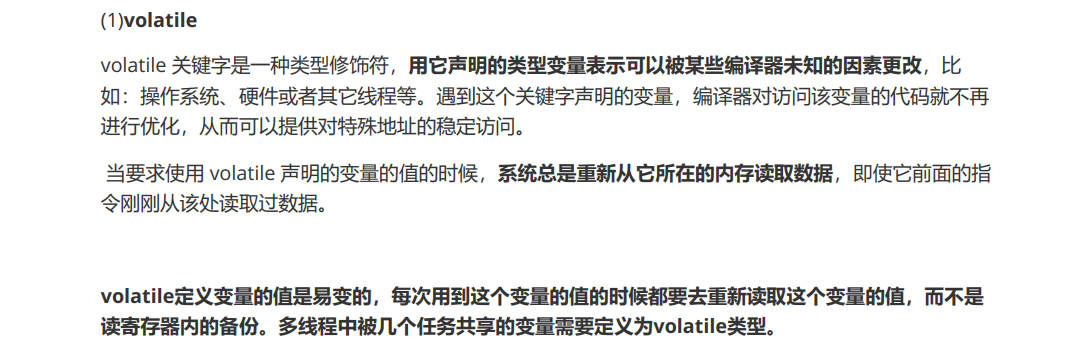 (1)volatile
volatile 关键字是一种类型修饰符，用它声明的类型变量表示可以被某些编译器未知的因素更改，比
如：操作系统、硬件或者其它线程等。遇到这个关键字声明的变量，编译器对访问该变量的代码就不再
进行优化，从而可以提供对特殊地址的稳定访问。
当要求使用 volatile 声明的变量的值的时候，系统总是重新从它所在的内存读取数据，即使它前面的指
令刚刚从该处读取过数据。
volatile定义变量的值是易变的，每次用到这个变量的值的时候都要去重新读取这个变量的值，而不是
读寄存器内的备份。多线程中被几个任务共享的变量需要定义为volatile类型。